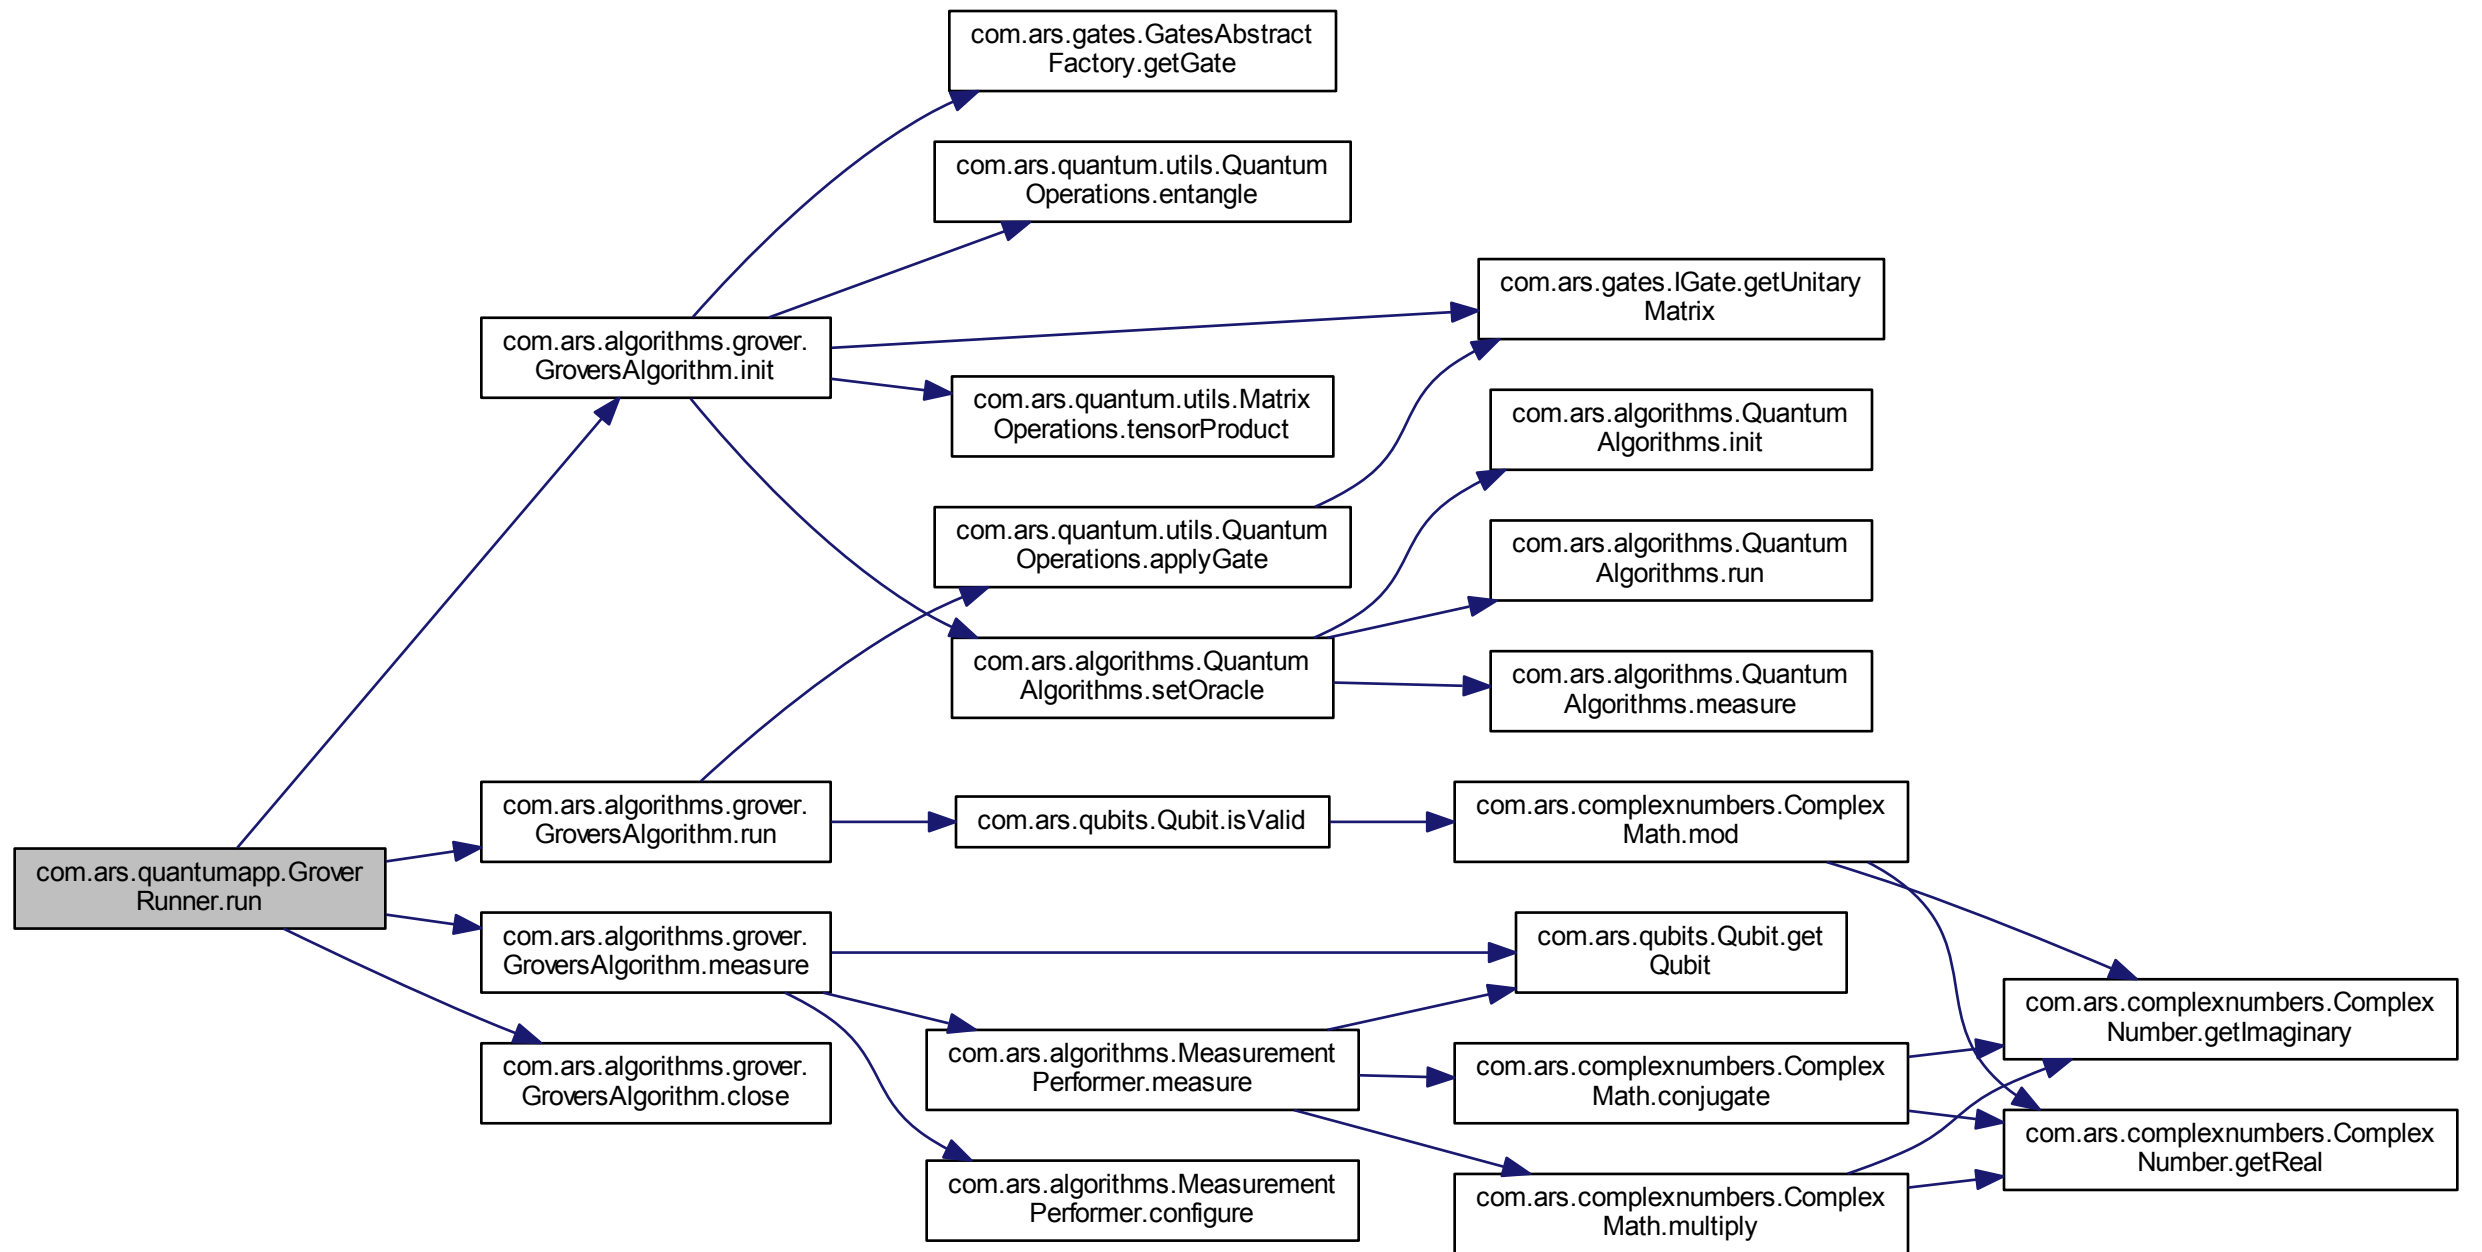 com.ars.gates.GatesAbstract
Factory.getGate
com.ars.quantum.utils.Quantum
Operations.entangle
com.ars.gates.IGate.getUnitary
Matrix
com.ars.algorithms.grover.
GroversAlgorithm.init
com.ars.quantum.utils.Matrix
Operations.tensorProduct
com.ars.algorithms.Quantum
Algorithms.init
com.ars.quantum.utils.Quantum
Operations.applyGate
com.ars.algorithms.Quantum
Algorithms.run
com.ars.algorithms.Quantum
Algorithms.setOracle
com.ars.algorithms.Quantum
Algorithms.measure
com.ars.algorithms.grover.
GroversAlgorithm.run
com.ars.qubits.Qubit.isValid
com.ars.complexnumbers.Complex
Math.mod
com.ars.quantumapp.Grover
Runner.run
com.ars.algorithms.grover.
GroversAlgorithm.measure
com.ars.qubits.Qubit.get
Qubit
com.ars.complexnumbers.Complex
Number.getImaginary
com.ars.algorithms.grover.
GroversAlgorithm.close
com.ars.algorithms.Measurement
Performer.measure
com.ars.complexnumbers.Complex
Math.conjugate
com.ars.complexnumbers.Complex
Number.getReal
com.ars.algorithms.Measurement
Performer.configure
com.ars.complexnumbers.Complex
Math.multiply